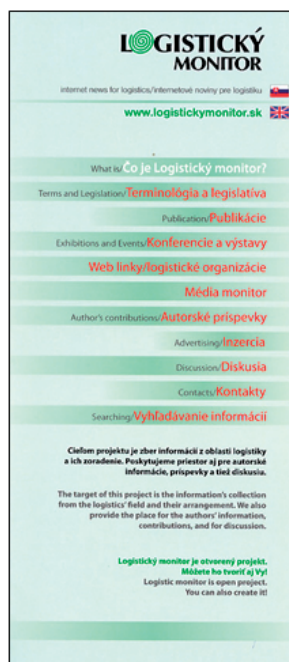 LOGISTICKÝ
MONITOR
internet news for logistics/internetové noviny pre logistiku
www.logistickymonitor.sk
What is/Čo je Logistický monitor?
Terms and Legislation/Terminológia a legislatíva
Publication/Publikácie
Exhibitions and Events/Konferencie a výstavy
Web linky/logistické organizácie
Média monitor
Author's contributions/Autorské príspevky
Advertising/Inzercia
Discussion/Diskusia
Contacts/Kontakty
Searching/Vyhľadávanie informácií
Cieľom projektu je zber informácií z oblasti logistiky
a ich zoradenie. Poskytujeme priestor aj pre autorské
informácie, príspevky a tiež diskusiu.
The target of this project is the information's collection
from the logistics' field and their arrangement. We also
provide the place for the authors' information,
contributions, and for discussion.
Logistický monitor je otvorený projekt.
Môžete ho tvoriť aj Vy!
Logistic monitor is open project.
You can also create it!